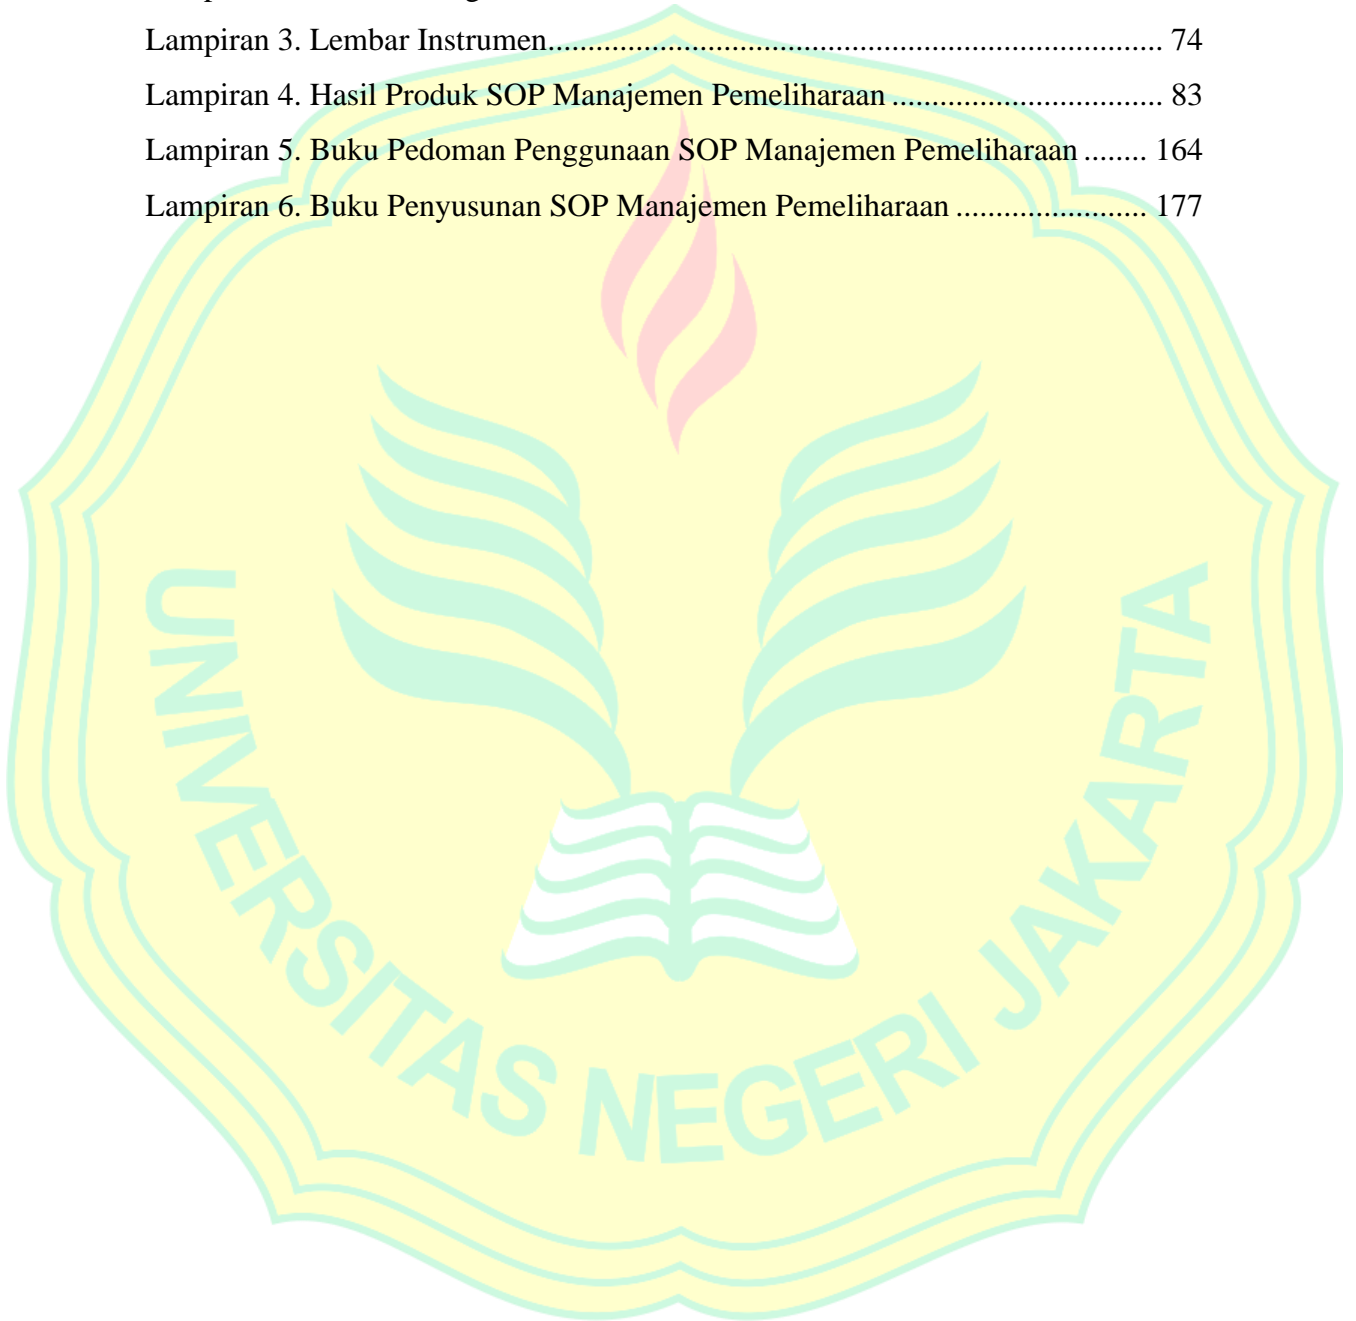 Lampiran 3. Lembar Instrumen............................................................................ 74
Lampiran 4. Hasil Produk SOP Manajemen Pemeliharaan ................................. 83
Lampiran 5. Buku Pedoman Penggunaan SOP Manajemen Pemeliharaan ........ 164
Lampiran 6. Buku Penyusunan SOP Manajemen Pemeliharaan ....................... 177
UNIVERSITAS NEGERI JAKARTA